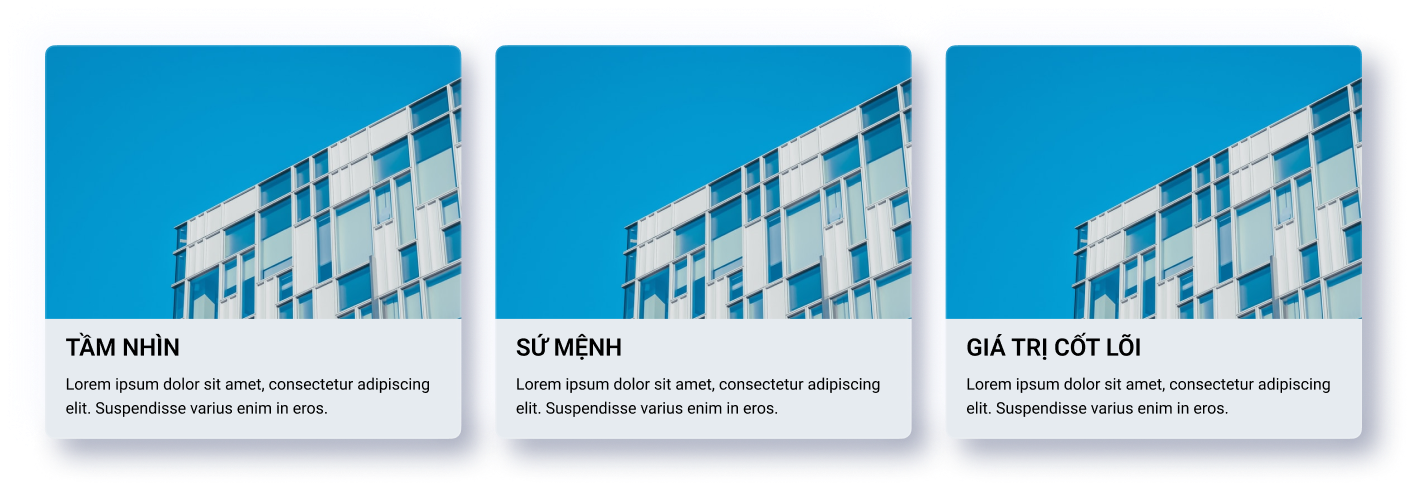 TẦM NHÌN
Lorem ipsum dolor sit amet, consectetur adipiscing
elit. Suspendisse varius enim in eros.
SỨ MỆNH
Lorem ipsum dolor sit amet, consectetur adipiscing
elit. Suspendisse varius enim in eros.
GIÁ TRỊ CỐT LÕI
Lorem ipsum dolor sit amet, consectetur adipiscing
elit. Suspendisse varius enim in eros.